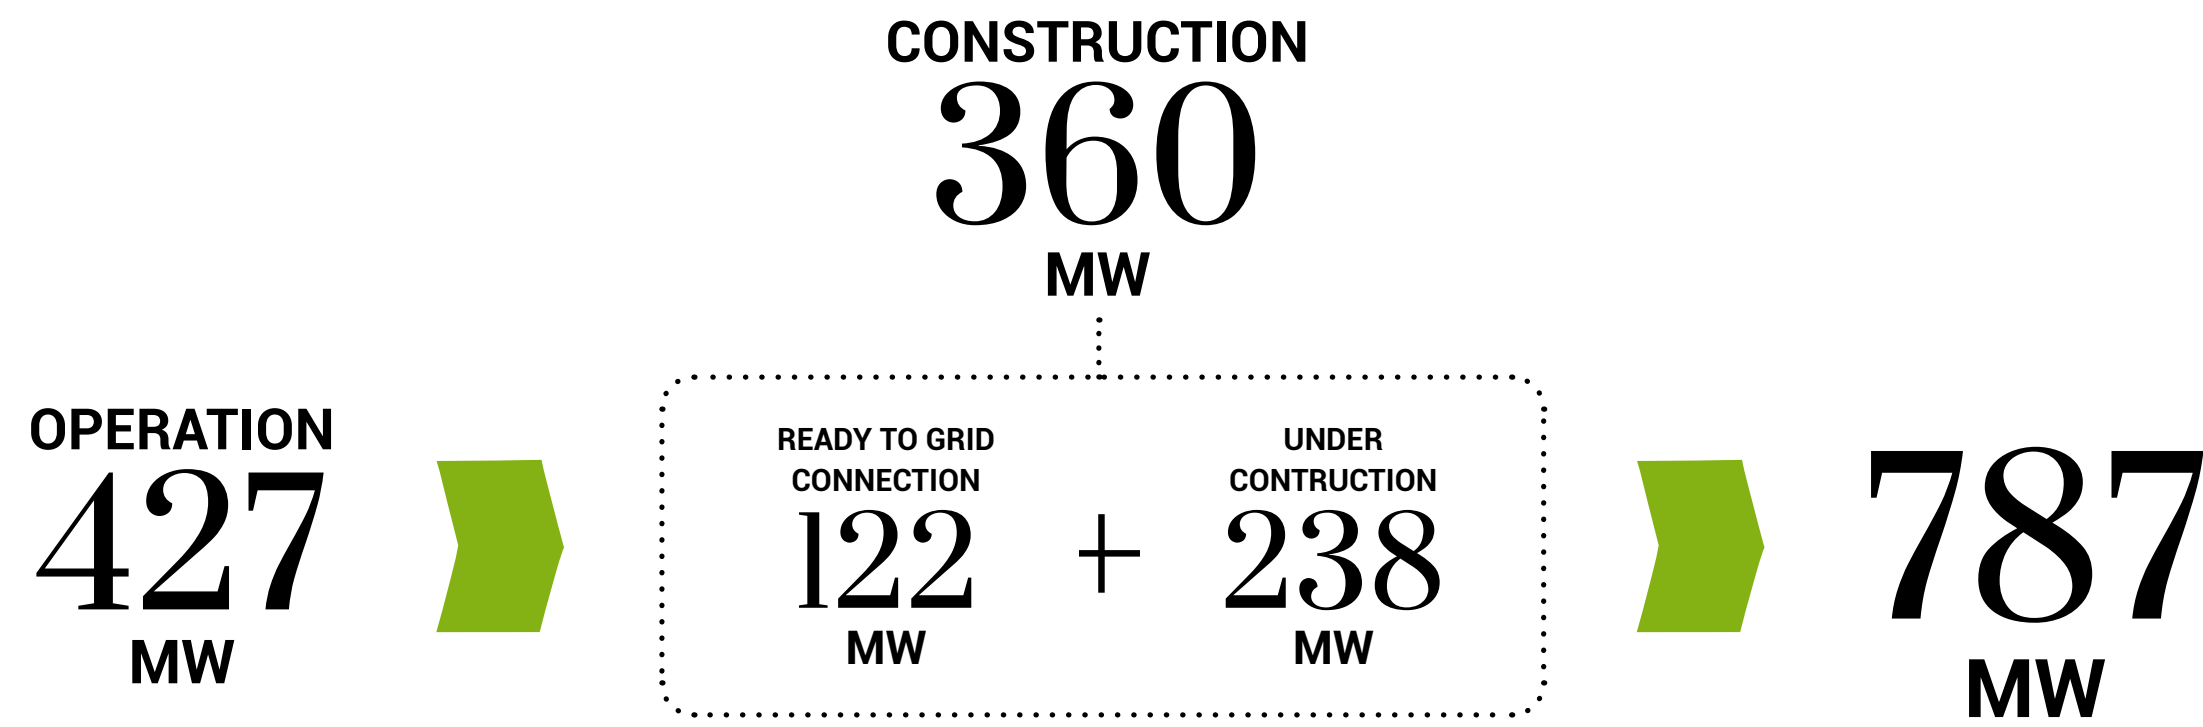 CONSTRUCTION
360
MW
OPERATION
427
MW
READY TO GRID
CONNECTION
122
MW
+
UNDER
CONTRUCTION
238
MW
787
MW